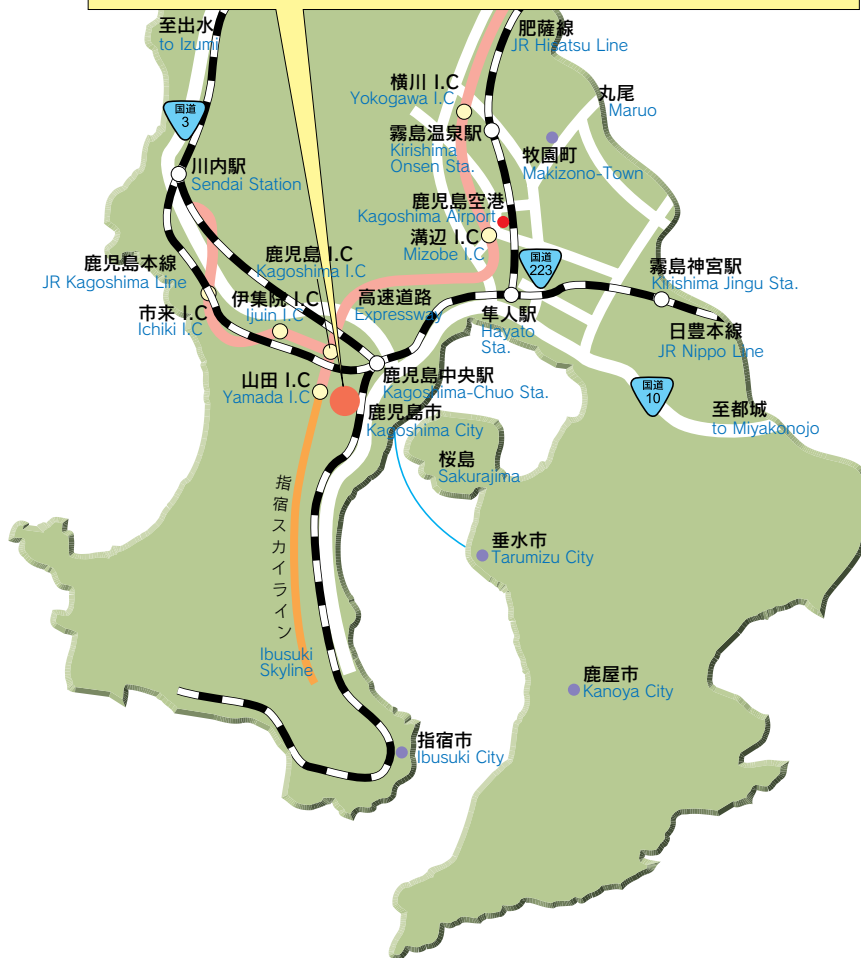 至出水
to Izumi
肥薩線
JR Hisatsu Line
横川 I.C
Yokogawa I.C
丸尾
Maruo
国道
3
霧島温泉駅
Kirishima
Onsen Sta.
牧園町
Makizono-Town
川内駅
Sendai Station
鹿児島空港
Kagoshima Airport
溝辺 I.C
Mizobe I.C
鹿児島 I.C
Kagoshima I.C
国道
223
鹿児島本線
JR Kagoshima Line
霧島神宮駅
Kirishima Jingu Sta.
伊集院 I.C
Ijuin I.C
高速道路
Expressway
市来 I.C
Ichiki I.C
隼人駅
Hayato
Sta.
日豊本線
JR Nippo Line
山田 I.C
Yamada I.C
鹿児島中央駅
Kagoshima-Chuo Sta.
国道
10
鹿児島市
Kagoshima City
至都城
to Miyakonojo
桜島
Sakurajima
指宿スカイライン
垂水市
Tarumizu City
Ibusuki
Skyline
鹿屋市
Kanoya City
指宿市
Ibusuki City